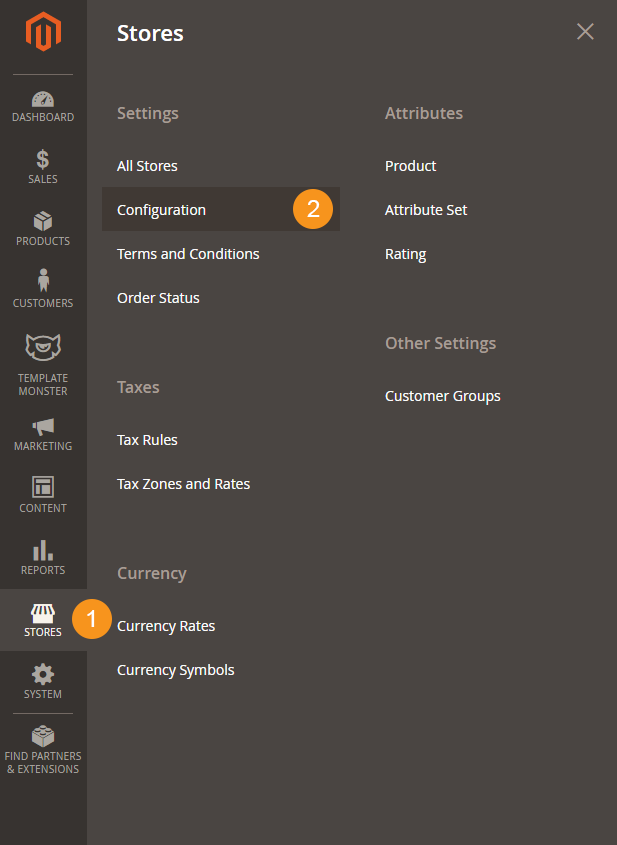 DASHBOARD
SALES
PRODUCTS
CUSTOMERS
TEMPLATE
MONSTER
MARKETING
CONTENT
REPORTS
STORES
1
SYSTEM
FIND PARTNERS
& EXTENSIONS
Stores
Settings
All Stores
Configuration
2
Terms and Conditions
Order Status
Taxes
Tax Rules
Tax Zones and Rates
Currency
Currency Rates
Currency Symbols
Attributes
Product
Attribute Set
Rating
Other Settings
Customer Groups